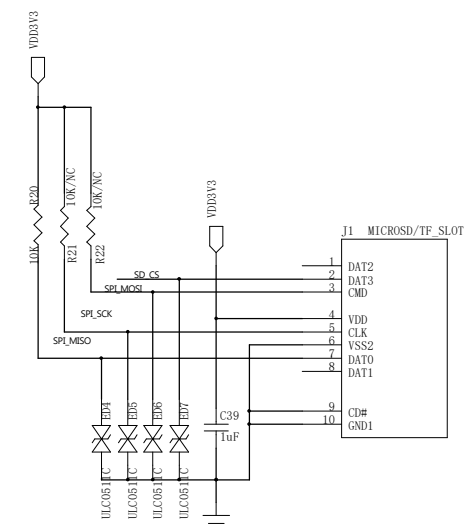 VDD3V3
R20
10K
10K/NC
R21
10K/NC
R22
VDD3V3
J1 MICROSD/TF_SLOT
SD_CS
SPI_MOSI
SPI_SCK
SPI_MISO
1 DAT2
2 DAT3
3 CMD
4 VDD
5 CLK
6 VSS2
7 DAT0
8 DAT1
9 CD#
10 GND1
ED4
ULC0511C
ED5
ULC0511C
ED6
ULC0511C
ED7
ULC0511C
C39
1uF